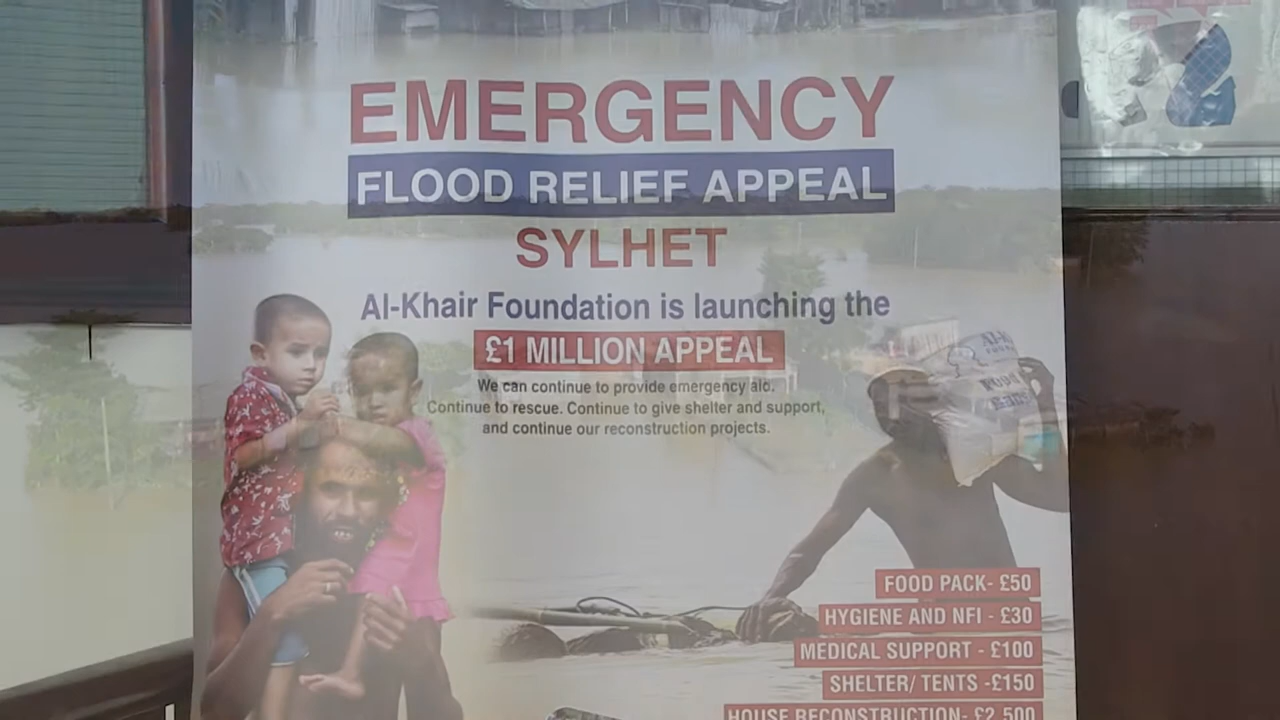 EMERGENCY
FLOOD RELIEF APPEAL
SYLHET
Al-Khair Foundation is launching the
£1 MILLION APPEAL
We can continue to provide emergency aid.
Continue to rescue. Continue to give shelter and support,
and continue our reconstruction projects.
FOOD PACK- £50
HYGIENE AND NFI - £30
MEDICAL SUPPORT - £100
SHELTER/ TENTS -£150
HOUSE RECONSTRUCTION- £2,500